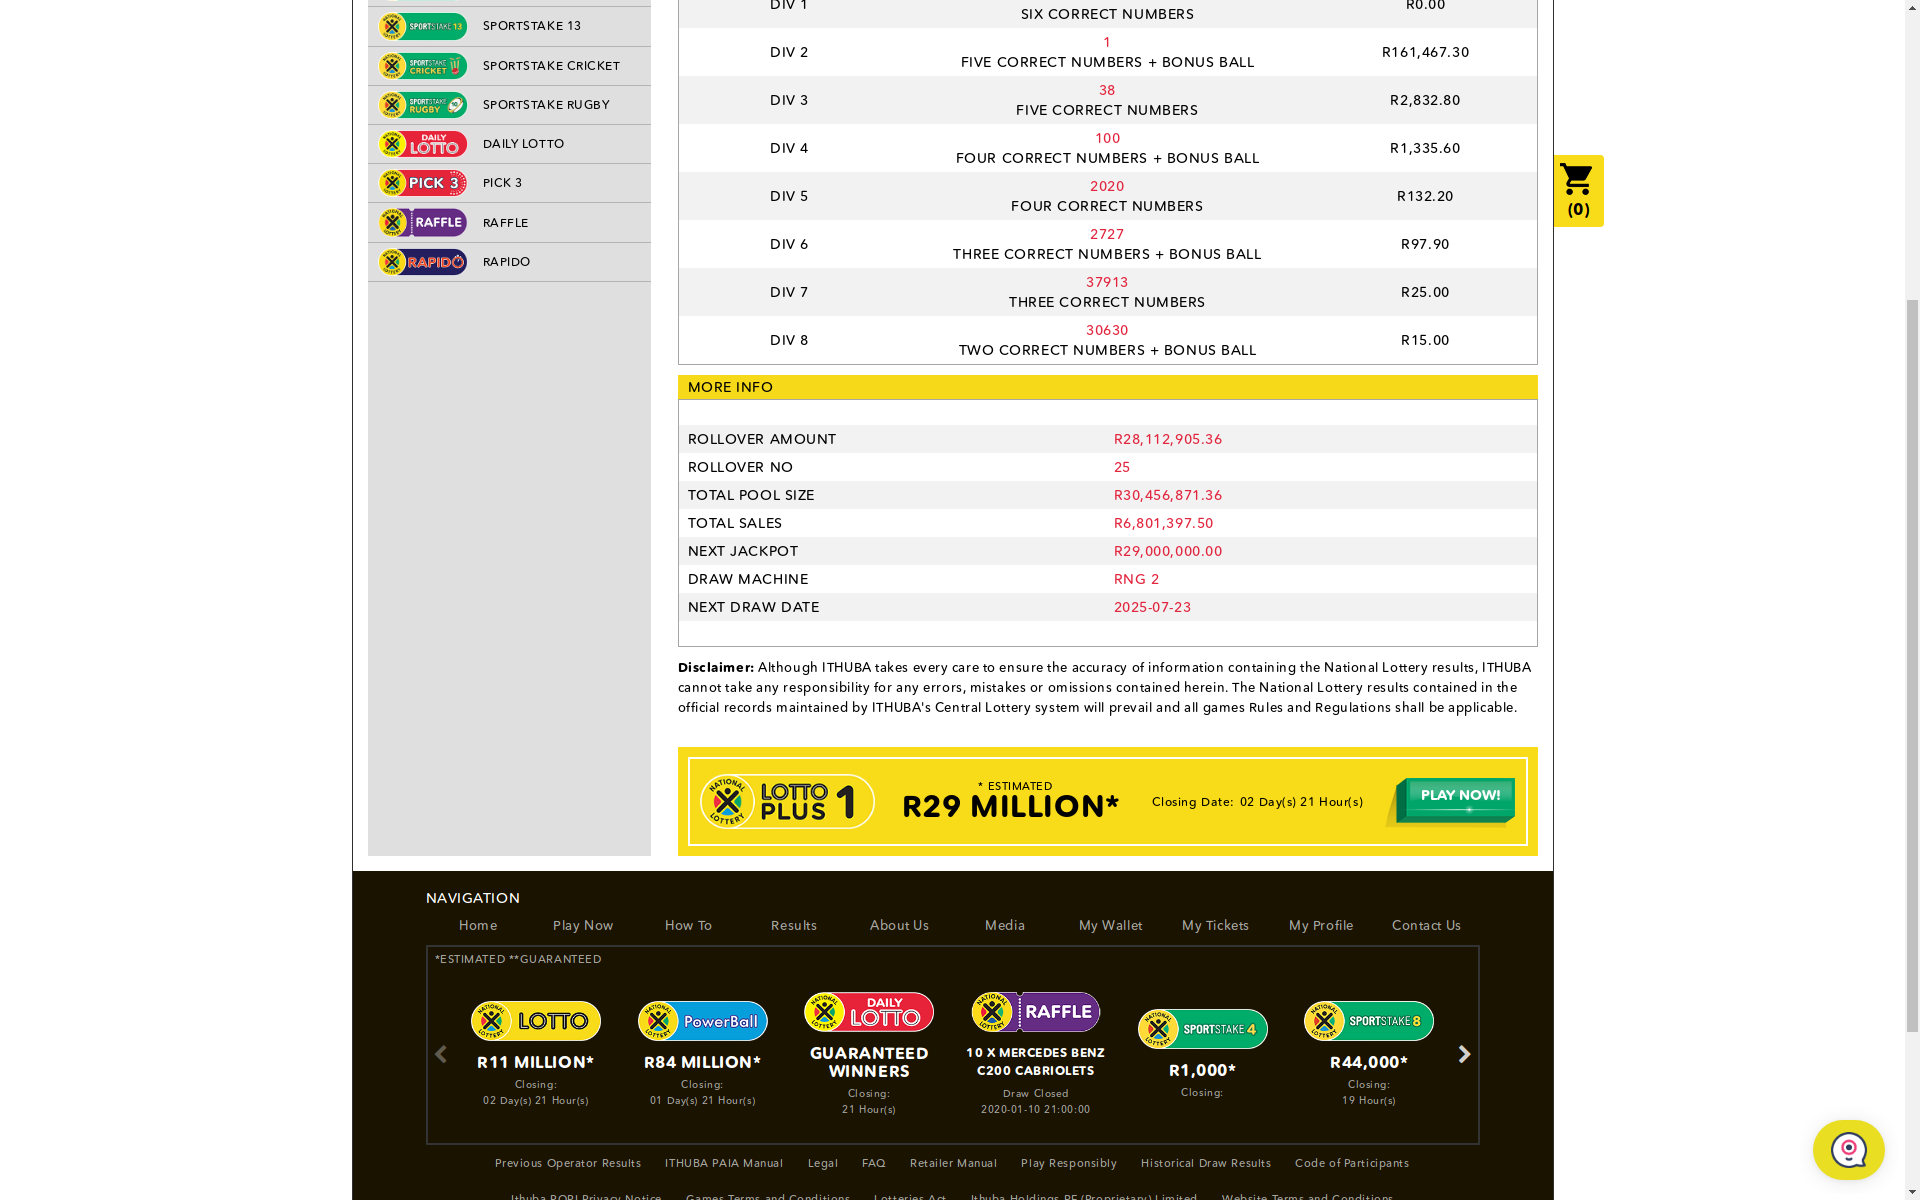 SPORTSTAKE 13 SPORTSTAKE 13
SPORTSTAKE CRICKET SPORTSTAKE CRICKET
SPORTSTAKE RUGBY SPORTSTAKE RUGBY
DAILY LOTTO DAILY LOTTO
PICK 3 PICK 3
RAFFLE RAFFLE
RAPIDO RAPIDO
DIV 1 SIX CORRECT NUMBERS R0.00
1
DIV 2 FIVE CORRECT NUMBERS + BONUS BALL R161,467.30
38
DIV 3 FIVE CORRECT NUMBERS R2,832.80
100
DIV 4 FOUR CORRECT NUMBERS + BONUS BALL R1,335.60
2020
DIV 5 FOUR CORRECT NUMBERS R132.20
2727
DIV 6 THREE CORRECT NUMBERS + BONUS BALL R97.90
37913
DIV 7 THREE CORRECT NUMBERS R25.00
30630
DIV 8 TWO CORRECT NUMBERS + BONUS BALL R15.00
(0)
MORE INFO
ROLLOVER AMOUNT R28,112,905.36
ROLLOVER NO 25
TOTAL POOL SIZE R30,456,871.36
TOTAL SALES R6,801,397.50
NEXT JACKPOT R29,000,000.00
DRAW MACHINE RNG 2
NEXT DRAW DATE 2025-07-23
Disclaimer: Although ITHUBA takes every care to ensure the accuracy of information containing the National Lottery results, ITHUBA
cannot take any responsibility for any errors, mistakes or omissions contained herein. The National Lottery results contained in the
official records maintained by ITHUBA's Central Lottery system will prevail and all games Rules and Regulations shall be applicable.
NATIONAL LOTTERY LOTTO PLUS 1
* ESTIMATED
R29 MILLION*
Closing Date: 02 Day(s) 21 Hour(s)
PLAY NOW!
NAVIGATION
Home Play Now How To Results About Us Media My Wallet My Tickets My Profile Contact Us
*ESTIMATED **GUARANTEED
LOTTO
R11 MILLION*
Closing:
02 Day(s) 21 Hour(s)
PowerBall
R84 MILLION*
Closing:
01 Day(s) 21 Hour(s)
DAILY LOTTO
GUARANTEED
WINNERS
Closing:
21 Hour(s)
RAFFLE
10 X MERCEDES BENZ
C200 CABRIOLETS
Draw Closed
2020-01-10 21:00:00
SPORTSTAKE 4
R1,000*
Closing:
SPORTSTAKE 8
R44,000*
Closing:
19 Hour(s)
Previous Operator Results ITHUBA PAIA Manual Legal FAQ Retailer Manual Play Responsibly Historical Draw Results Code of Participants
Ithuba POPI Privacy Notice Games Terms and Conditions Lotteries Act Ithuba Holdings RF (Proprietary) Limited Website Terms and Conditions